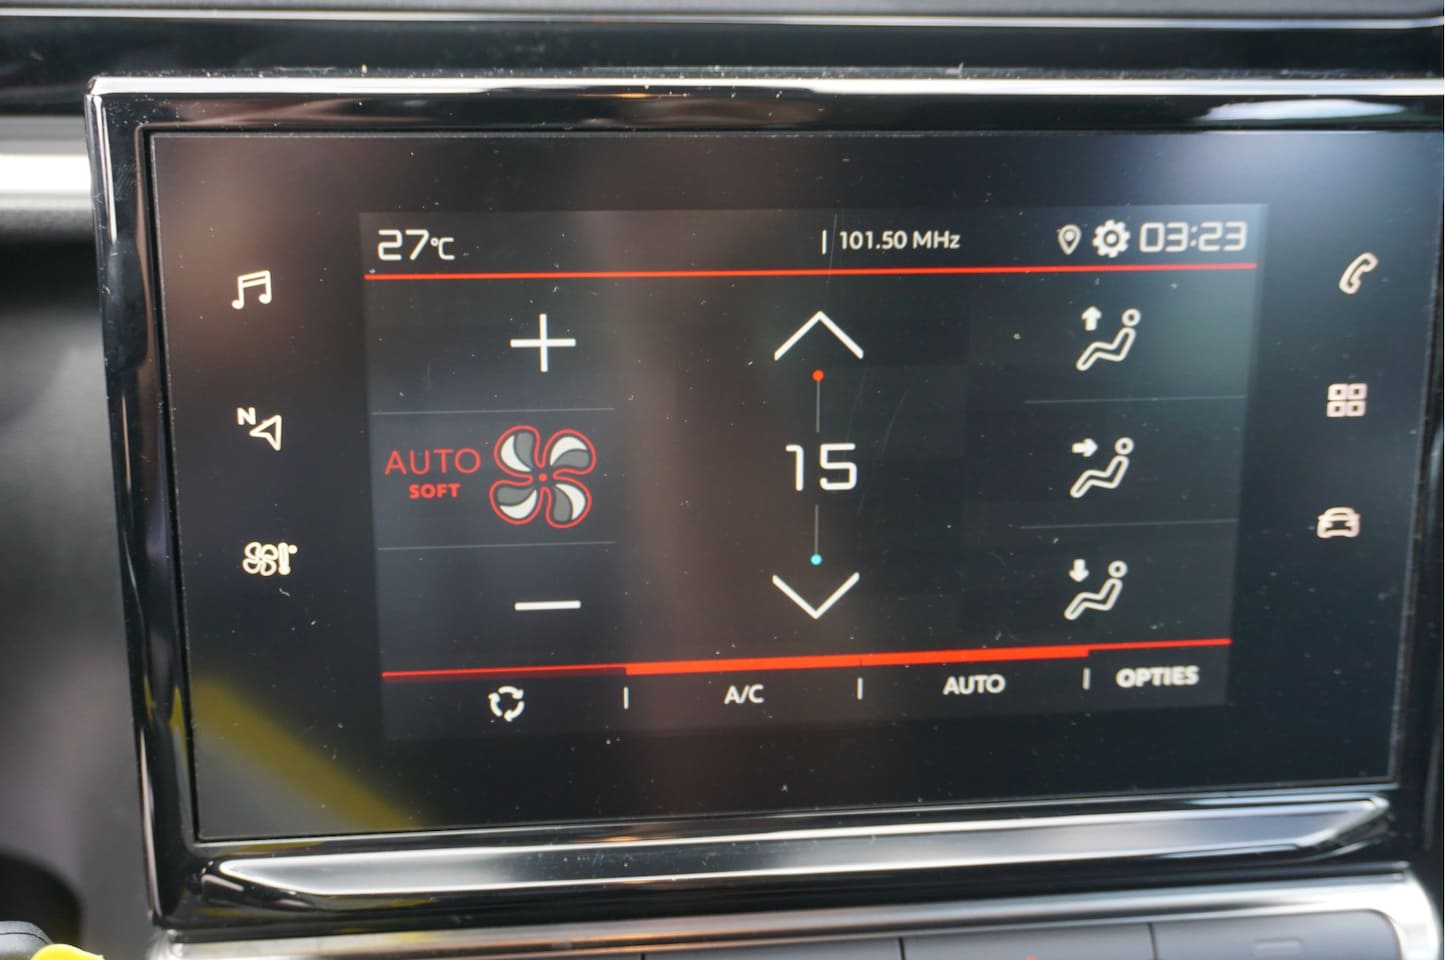 27°C
| 101.50 MHz
03:23
N
AUTO
SOFT
15
A/C
AUTO
OPTIES